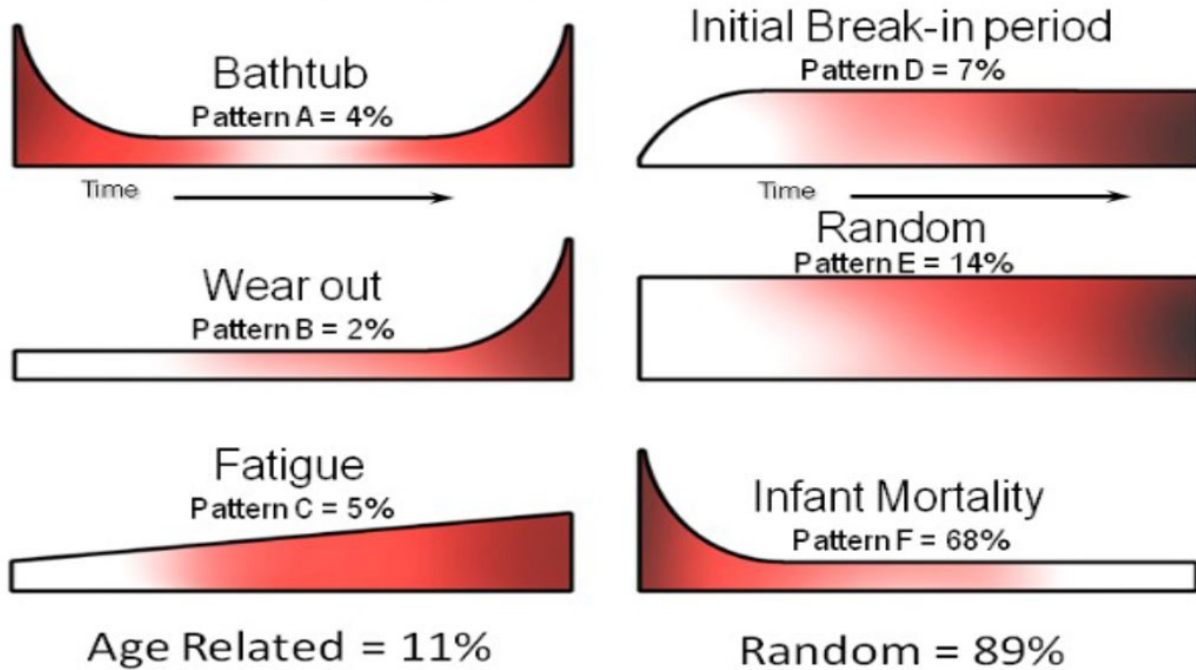 Bathtub
Pattern A = 4%
Time
Wear out
Pattern B = 2%
Fatigue
Pattern C = 5%
Age Related = 11%
Initial Break-in period
Pattern D = 7%
Time
Random
Pattern E = 14%
Infant Mortality
Pattern F = 68%
Random = 89%